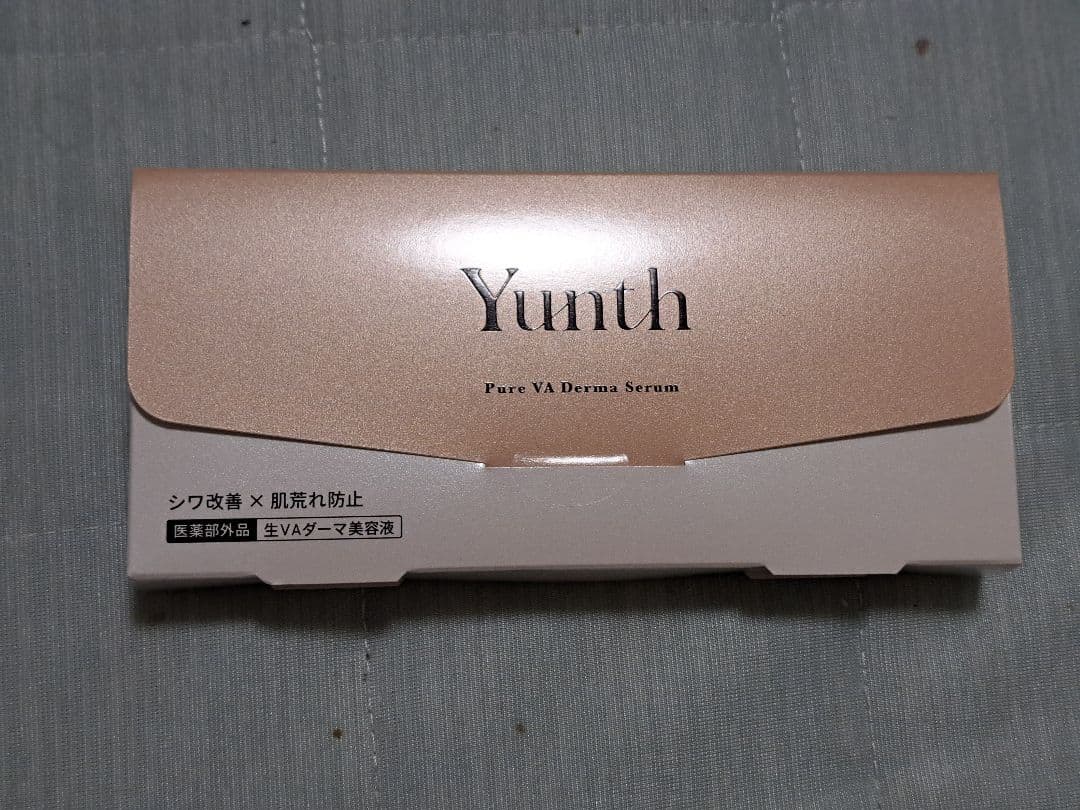 Yunth
Pure VA Derma Serum
シワ改善 × 肌荒れ防止
医薬部外品 生VAダーマ美容液